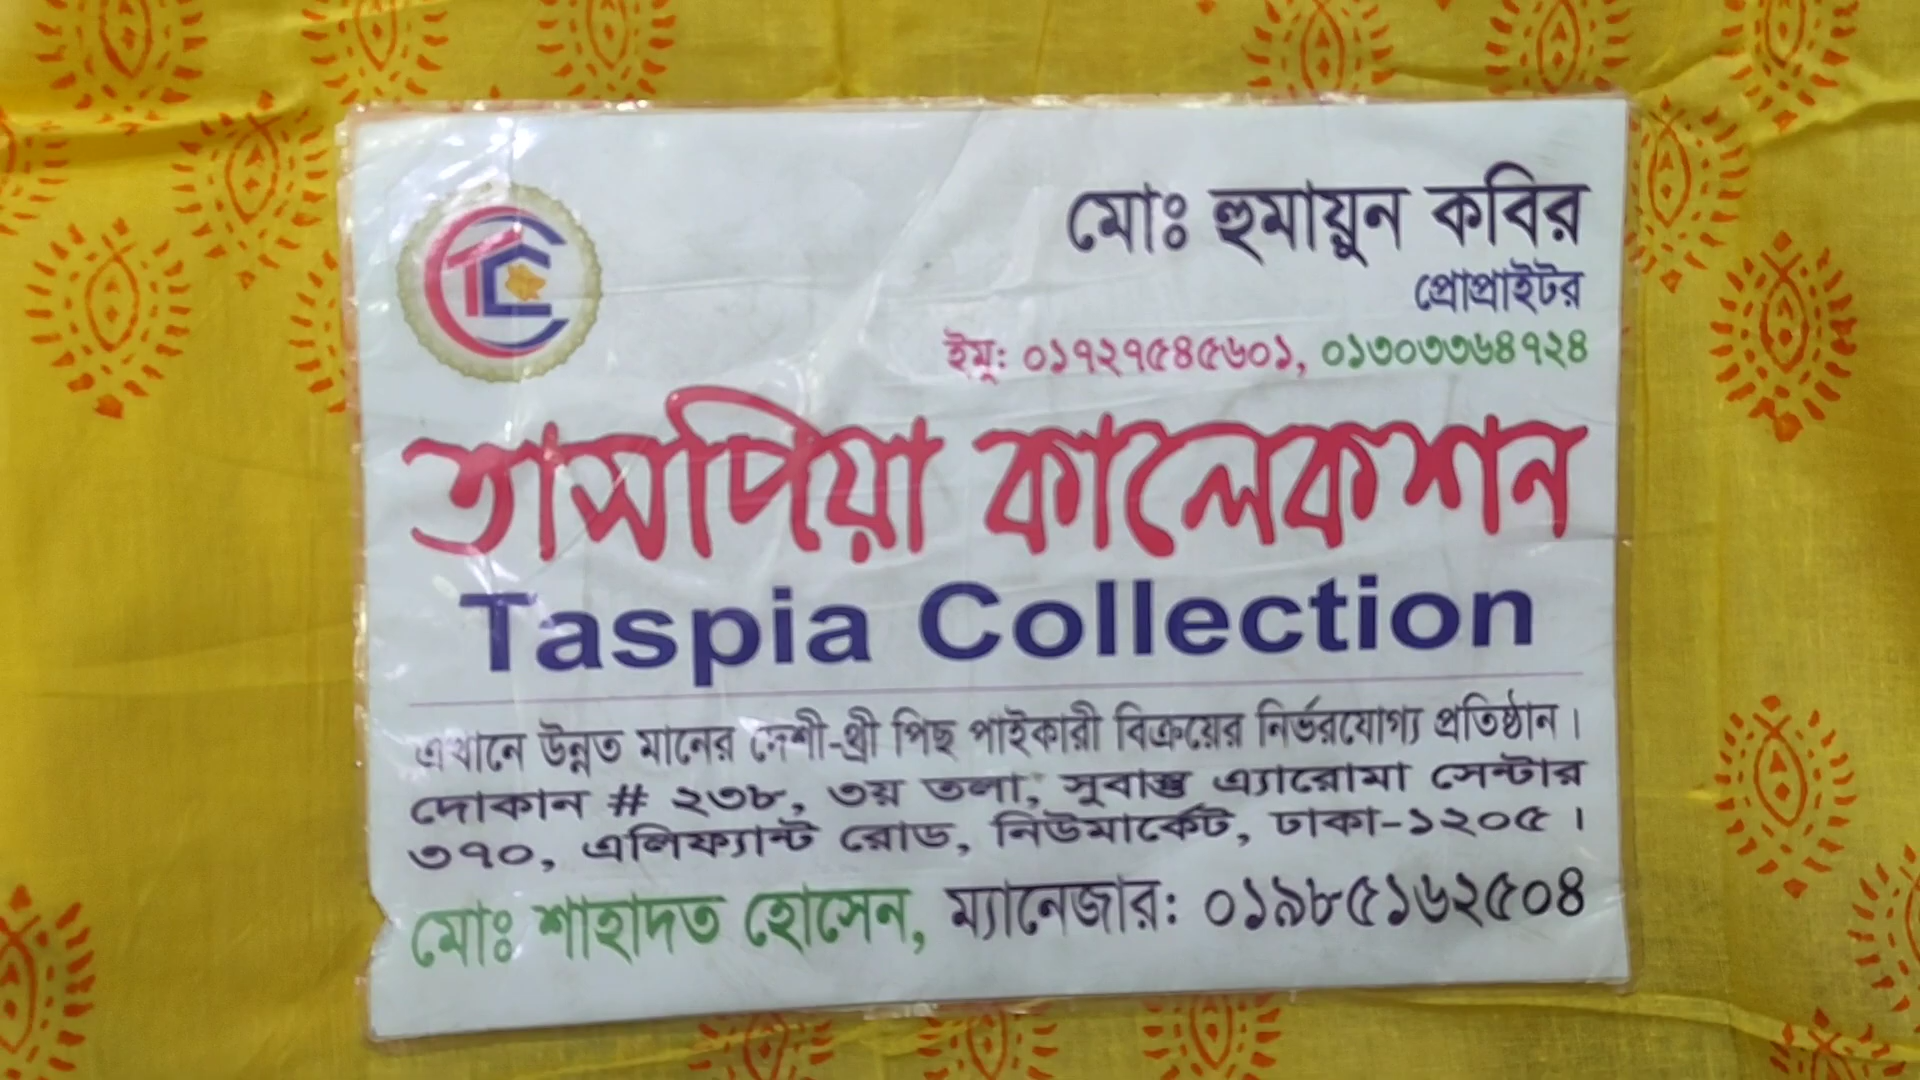 TC
মোঃ হুমায়ুন কবির
প্রোপ্রাইটর
ইমু: ০১৭২৭৫৪৫৬০১, ০১৩০৩৩৬৪৭২৪
তাসপিয়া কালেকশন
Taspia Collection
এখানে উন্নত মানের দেশী-থ্রী পিছ পাইকারী বিক্রয়ের নির্ভরযোগ্য প্রতিষ্ঠান।
দোকান # ২৩৮, ৩য় তলা, সুবাস্তু এ্যারোমা সেন্টার
৩৭০, এলিফ্যান্ট রোড, নিউমার্কেট, ঢাকা-১২০৫।
মোঃ শাহাদত হোসেন, ম্যানেজার: ০১৯৮৫১৬২৫০৪